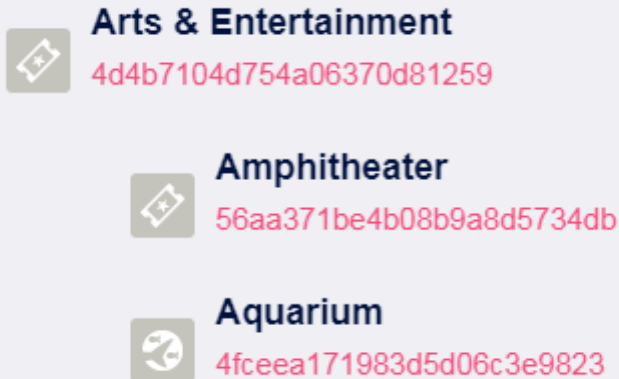 Arts & Entertainment
4d4b7104d754a06370d81259
Amphitheater
56aa371be4b08b9a8d5734db
Aquarium
4fceea171983d5d06c3e9823